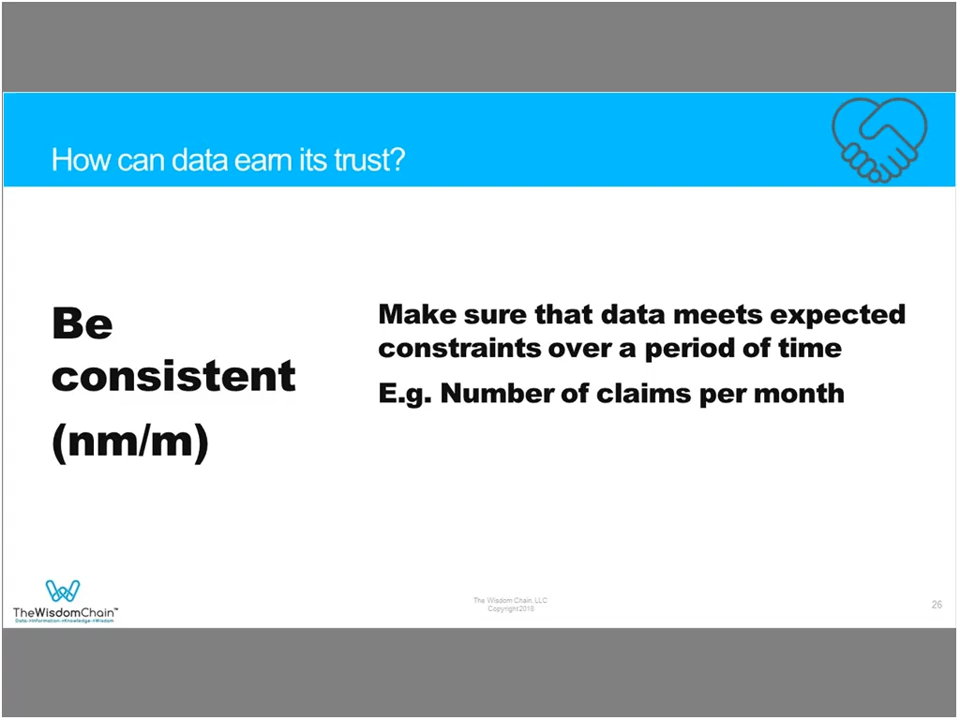 How can data earn its trust?
Be
consistent
(nm/m)
Make sure that data meets expected
constraints over a period of time
E.g. Number of claims per month
TheWisdomChain™
Data->Information->Knowledge->Wisdom
The Wisdom Chain, LLC
Copyright2016
26